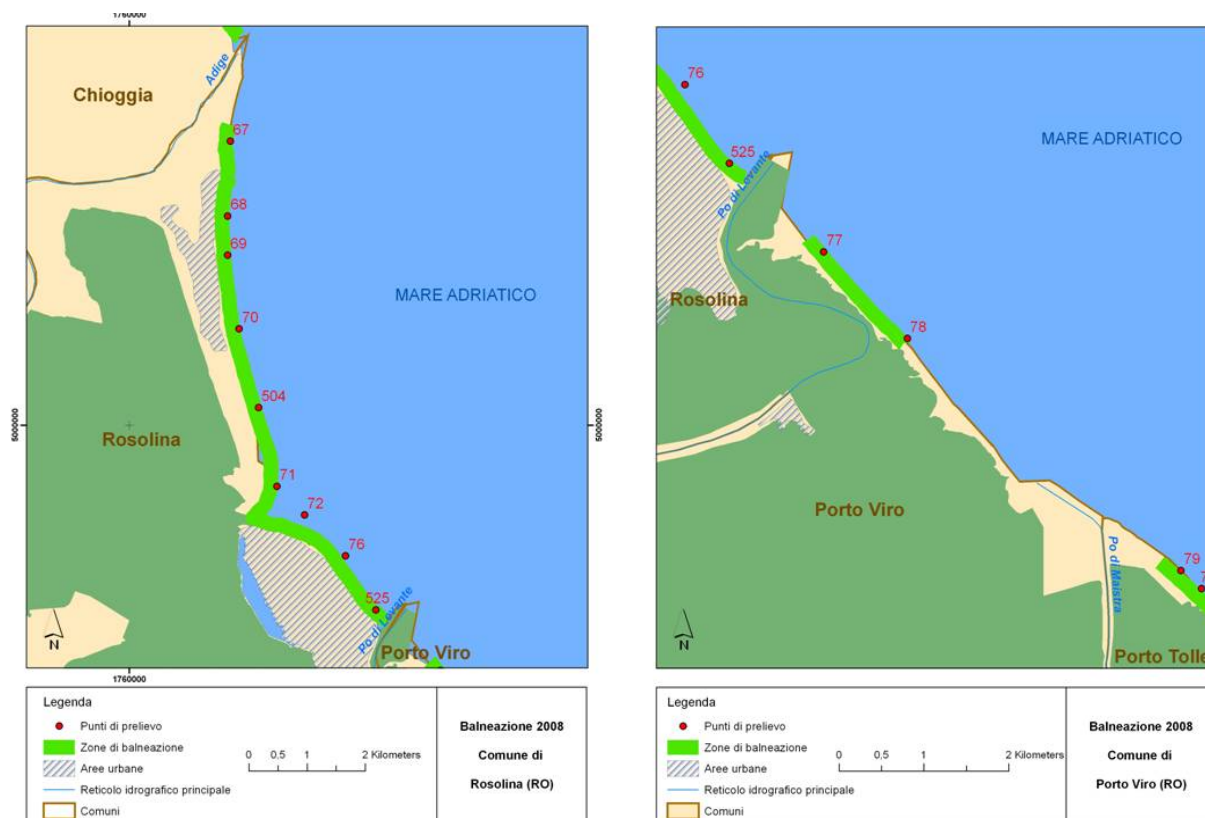 1760000
Adige
Chioggia
67
68
69
MARE ADRIATICO
70
504
5000000
5000000
Rosolina
71
72
76
525
Po di Levante
N
Porto Viro
1760000
Legenda
Punti di prelievo
Zone di balneazione
Aree urbane
Reticolo idrografico principale
Comuni
0 0,5 1 2 Kilometers
Balneazione 2008
Comune di
Rosolina (RO)
76
MARE ADRIATICO
525
Po di Levante
77
Rosolina
78
Porto Viro
79
Po di Maistra
N
Porto Tolle
Legenda
Punti di prelievo
Zone di balneazione
Aree urbane
Reticolo idrografico principale
Comuni
0 0,5 1 2 Kilometers
Balneazione 2008
Comune di
Porto Viro (RO)